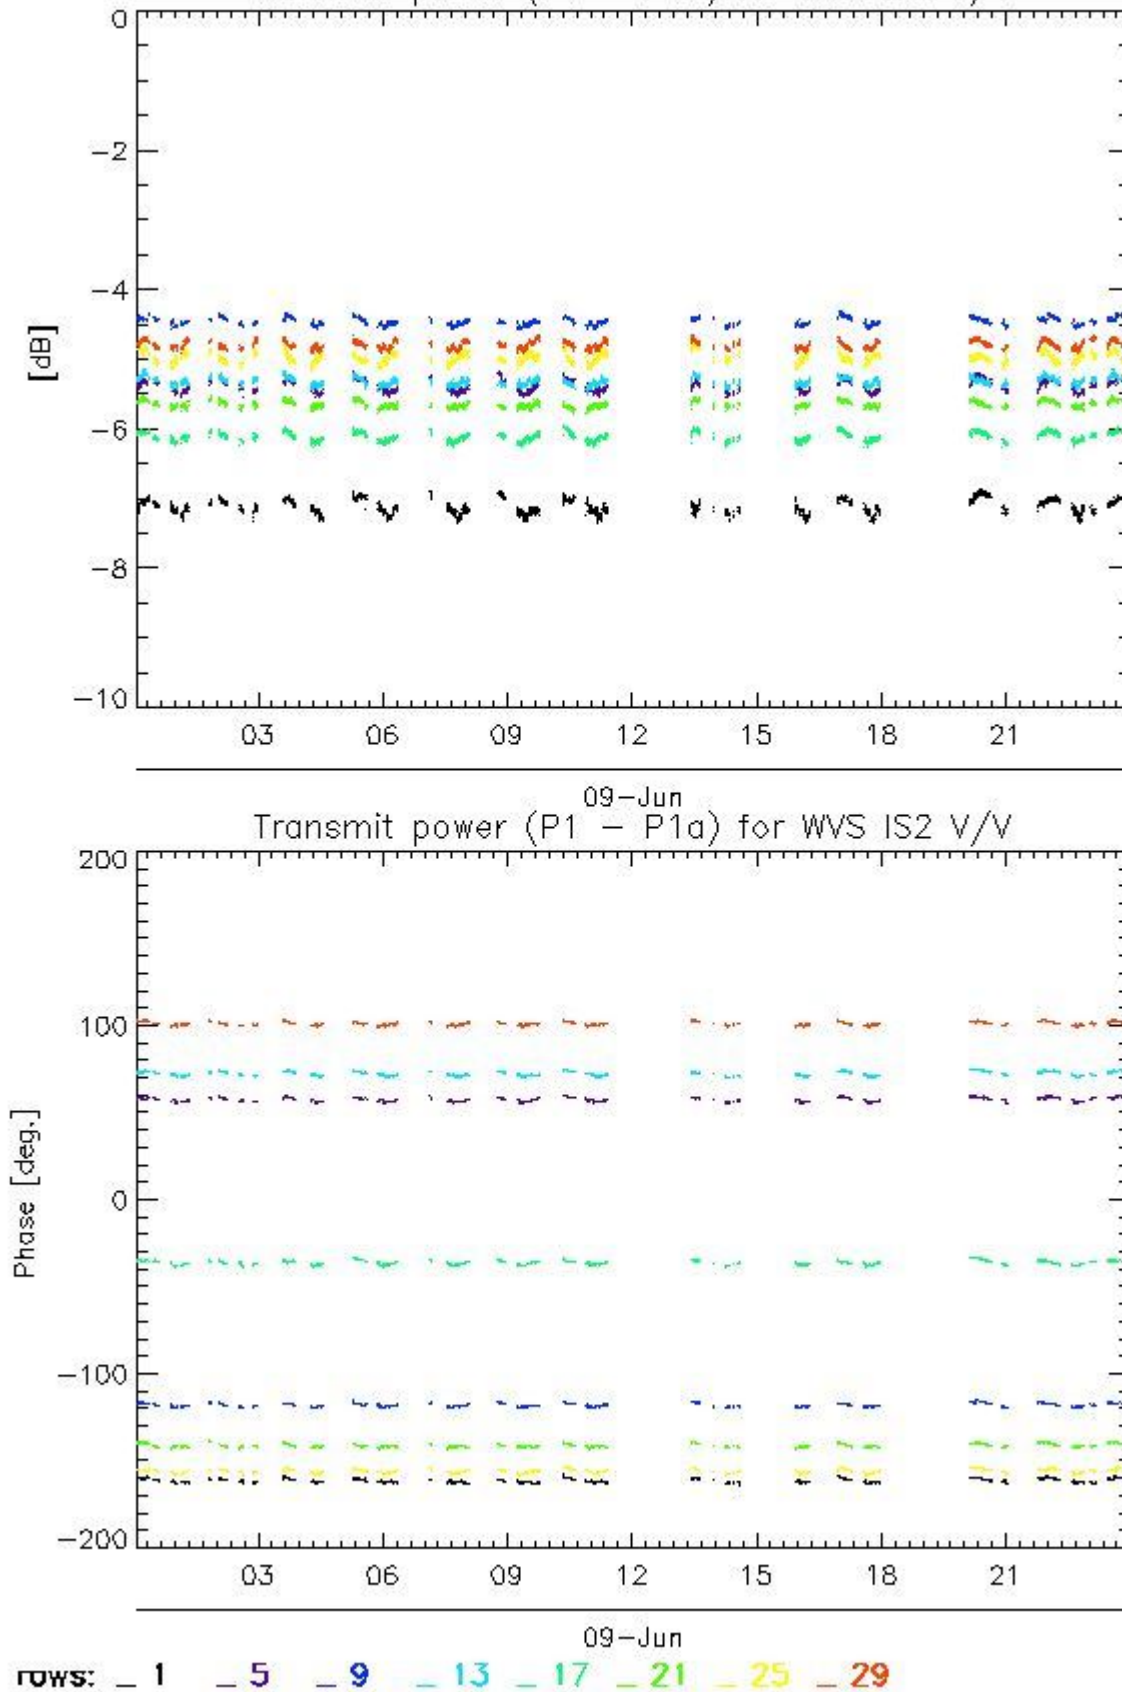 0
-2
-4
[dB]
-6
-8
-10
03 06 09 12 15 18 21
09-Jun
Transmit power (P1 - P1a) for WVS IS2 V/V
200
100
Phase [deg.]
0
-100
-200
03 06 09 12 15 18 21
09-Jun
rows: _ 1 _ 5 _ 9 _ 13 _ 17 _ 21 _ 25 _ 29